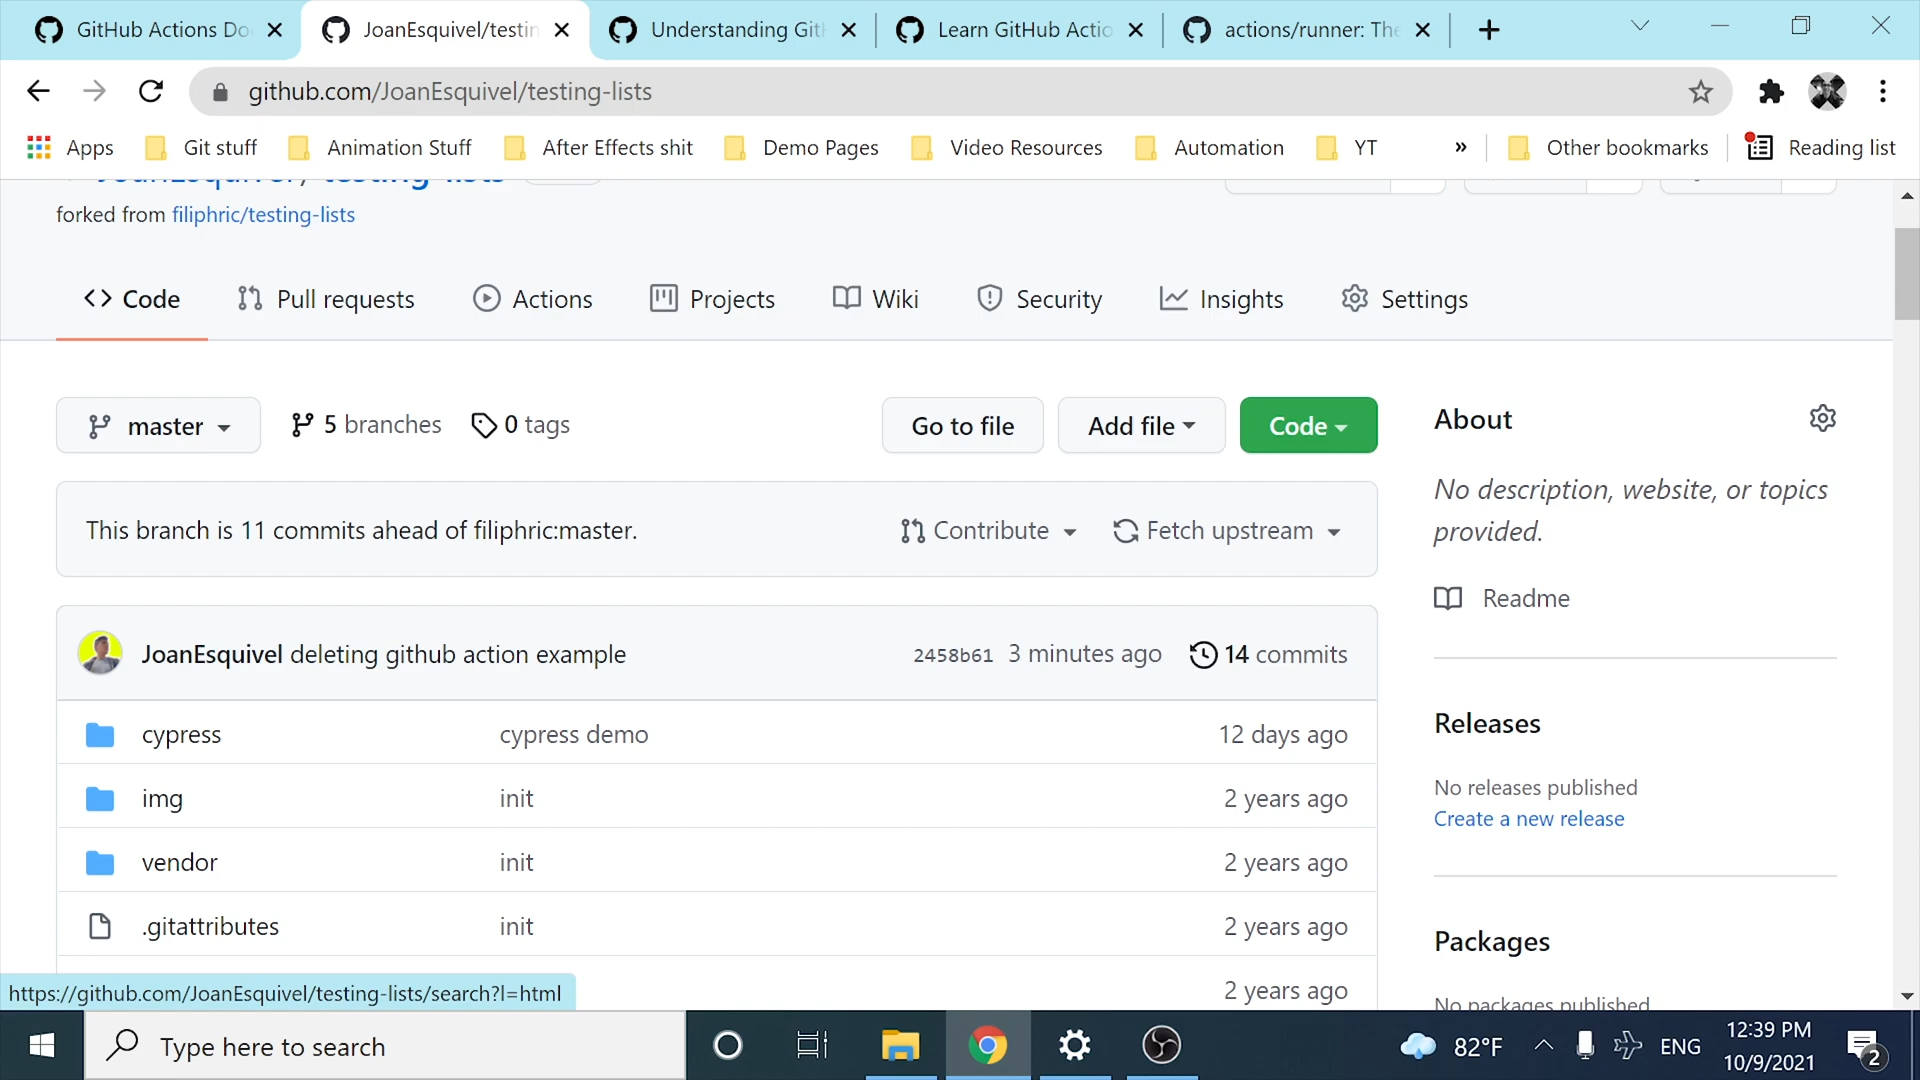 GitHub Actions Do
JoanEsquivel/testin
Understanding Git
Learn GitHub Actio
actions/runner: The
github.com/JoanEsquivel/testing-lists
Apps
Git stuff
Animation Stuff
After Effects shit
Demo Pages
Video Resources
Automation
YT
»
Other bookmarks
Reading list
JoanEsquivel/testing-lists
forked from filiphric/testing-lists
Code
Pull requests
Actions
Projects
Wiki
Security
Insights
Settings
master
5 branches
0 tags
Go to file
Add file
Code
This branch is 11 commits ahead of filiphric:master.
Contribute
Fetch upstream
JoanEsquivel deleting github action example
2458b61 3 minutes ago
14 commits
cypress
cypress demo
12 days ago
img
init
2 years ago
vendor
init
2 years ago
.gitattributes
init
2 years ago
2 years ago
About
No description, website, or topics
provided.
Readme
Releases
No releases published
Create a new release
Packages
No packages published
https://github.com/JoanEsquivel/testing-lists/search?l=html
Type here to search
82°F
ENG
12:39 PM
10/9/2021
2